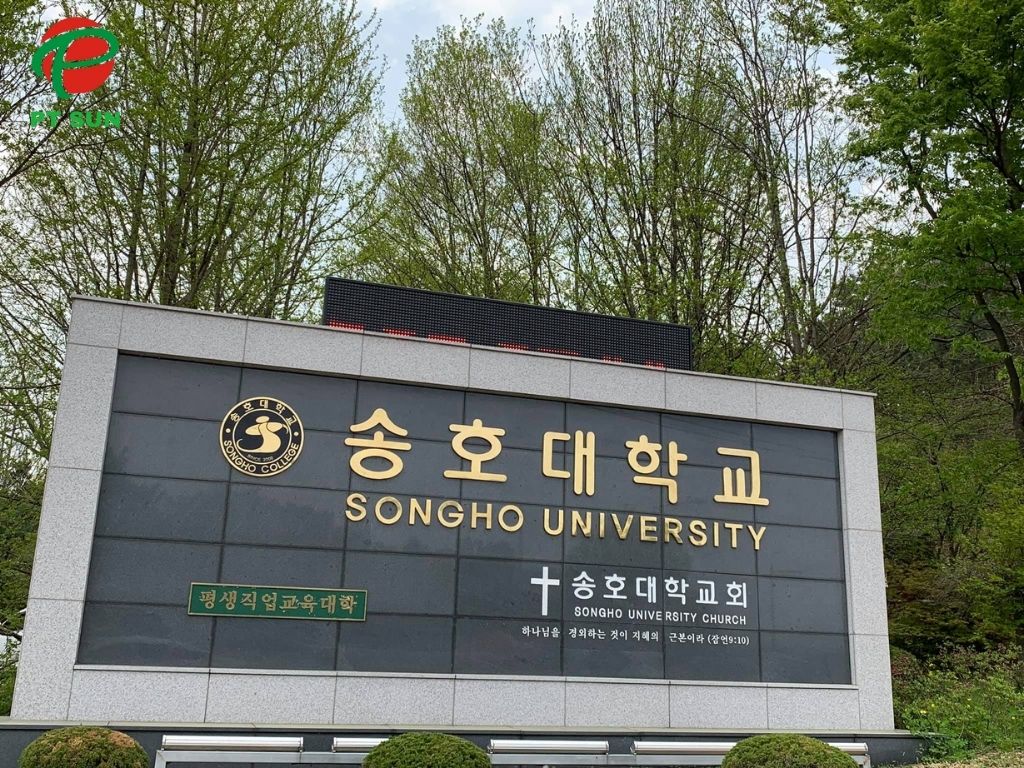 PT SUN
송호대학교
SONGHO COLLEGE
송호대학교
SONGHO UNIVERSITY
평생직업교육대학
송호대학교회
SONGHO UNIVERSITY CHURCH
하나님을 경외하는 것이 지혜의 근본이라 (잠언9:10)